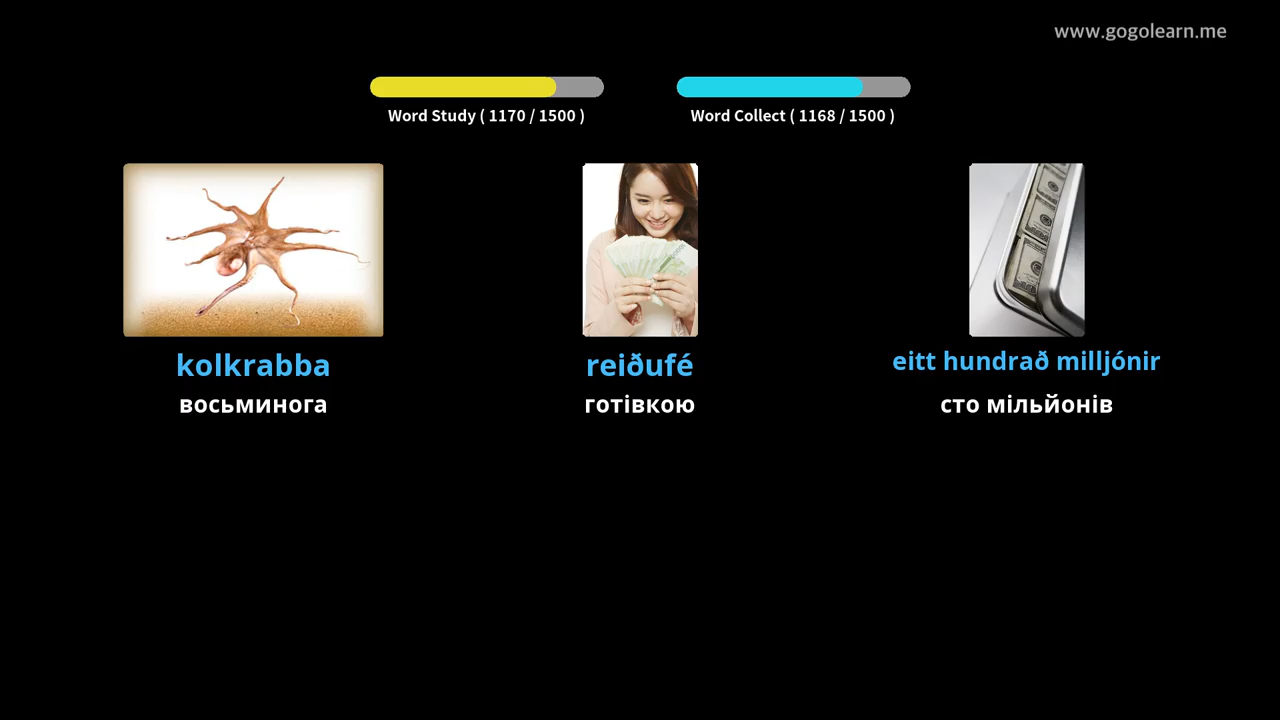 www.gogolearn.me
Word Study ( 1170 / 1500 )
Word Collect ( 1168 / 1500 )
kolkrabba
восьминога
reiðufé
готівкою
eitt hundrað milljónir
сто мільйонів